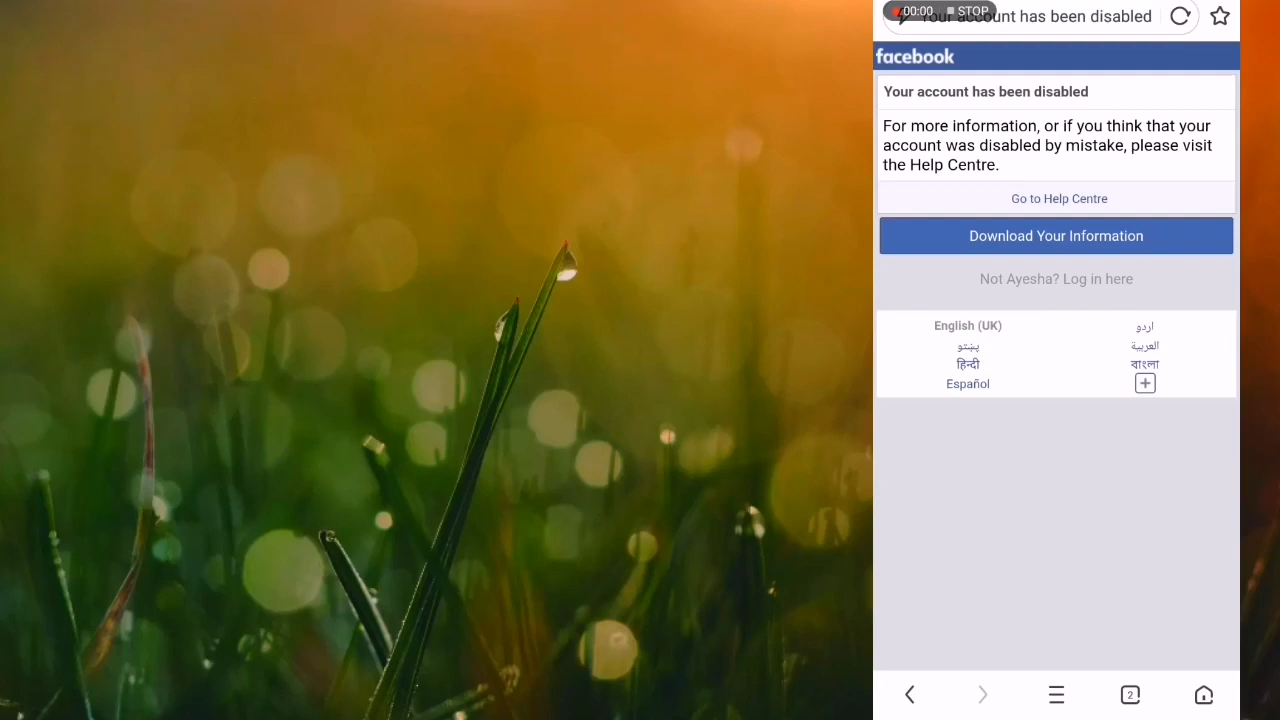 00:00 STOP
Your account has been disabled
facebook
Your account has been disabled
For more information, or if you think that your
account was disabled by mistake, please visit
the Help Centre.
Go to Help Centre
Download Your Information
Not Ayesha? Log in here
English (UK)
اردو
پښتو
العربية
हिन्दी
বাংলা
Español
2